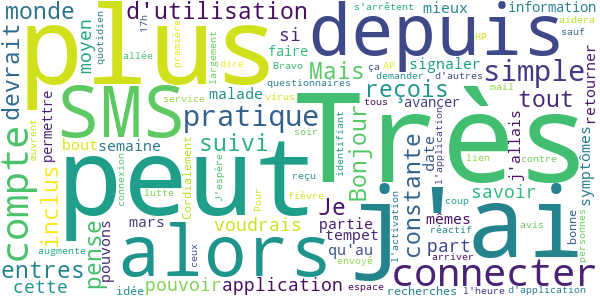 monde
plus
d'utilisation
17h
quotidien
moyen
première
allée
dire
Bravo
largement
si
faire
Mais
questionnaires
malade
virus
service
depuis
s'arrêtent
mieux
information
HP
aidera
sauf
AP
ça
signaler
demander
d'autres
simple
retourner
devrait
permettre
SMS
pratique
reçois
avancer
mail
tout
tous
Très
compte
œuvrent
bout
semaine
suivi
soir
Bonjour
identifiant
constante
date
l'application
réactif
lien
j'allais
contre
symptômes
inclus
pense
connexion
peut
lutte
Cordialement
J'espère
reçu
Pour
fièvre
voudrais
Je
partie
tempet
qu'au
envoyé
j'ai
mêmes
part
arriver
coup
savoir
avis
bonne
personnes
mars
pouvons
alors
l'activation
connecter
entres
cette
augmente
idée
ceux
pouvoir
application
espace
recherches
l'heure
d'application